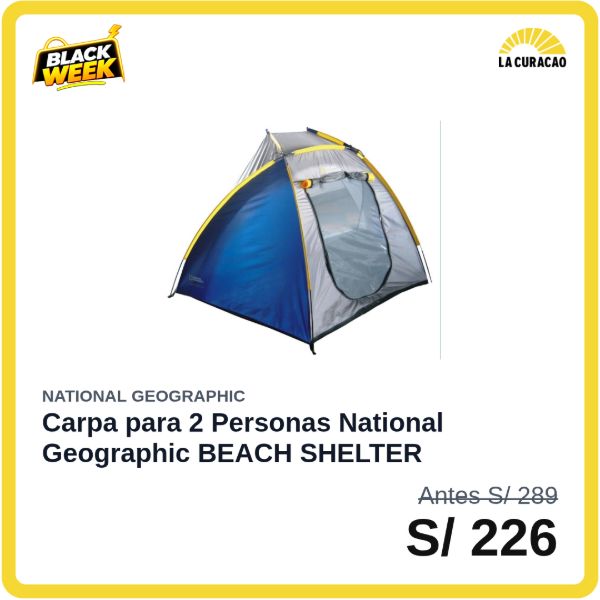 BLACK
WEEK
LA CURACAO
NATIONAL GEOGRAPHIC
Carpa para 2 Personas National
Geographic BEACH SHELTER
Antes S/ 289
S/ 226